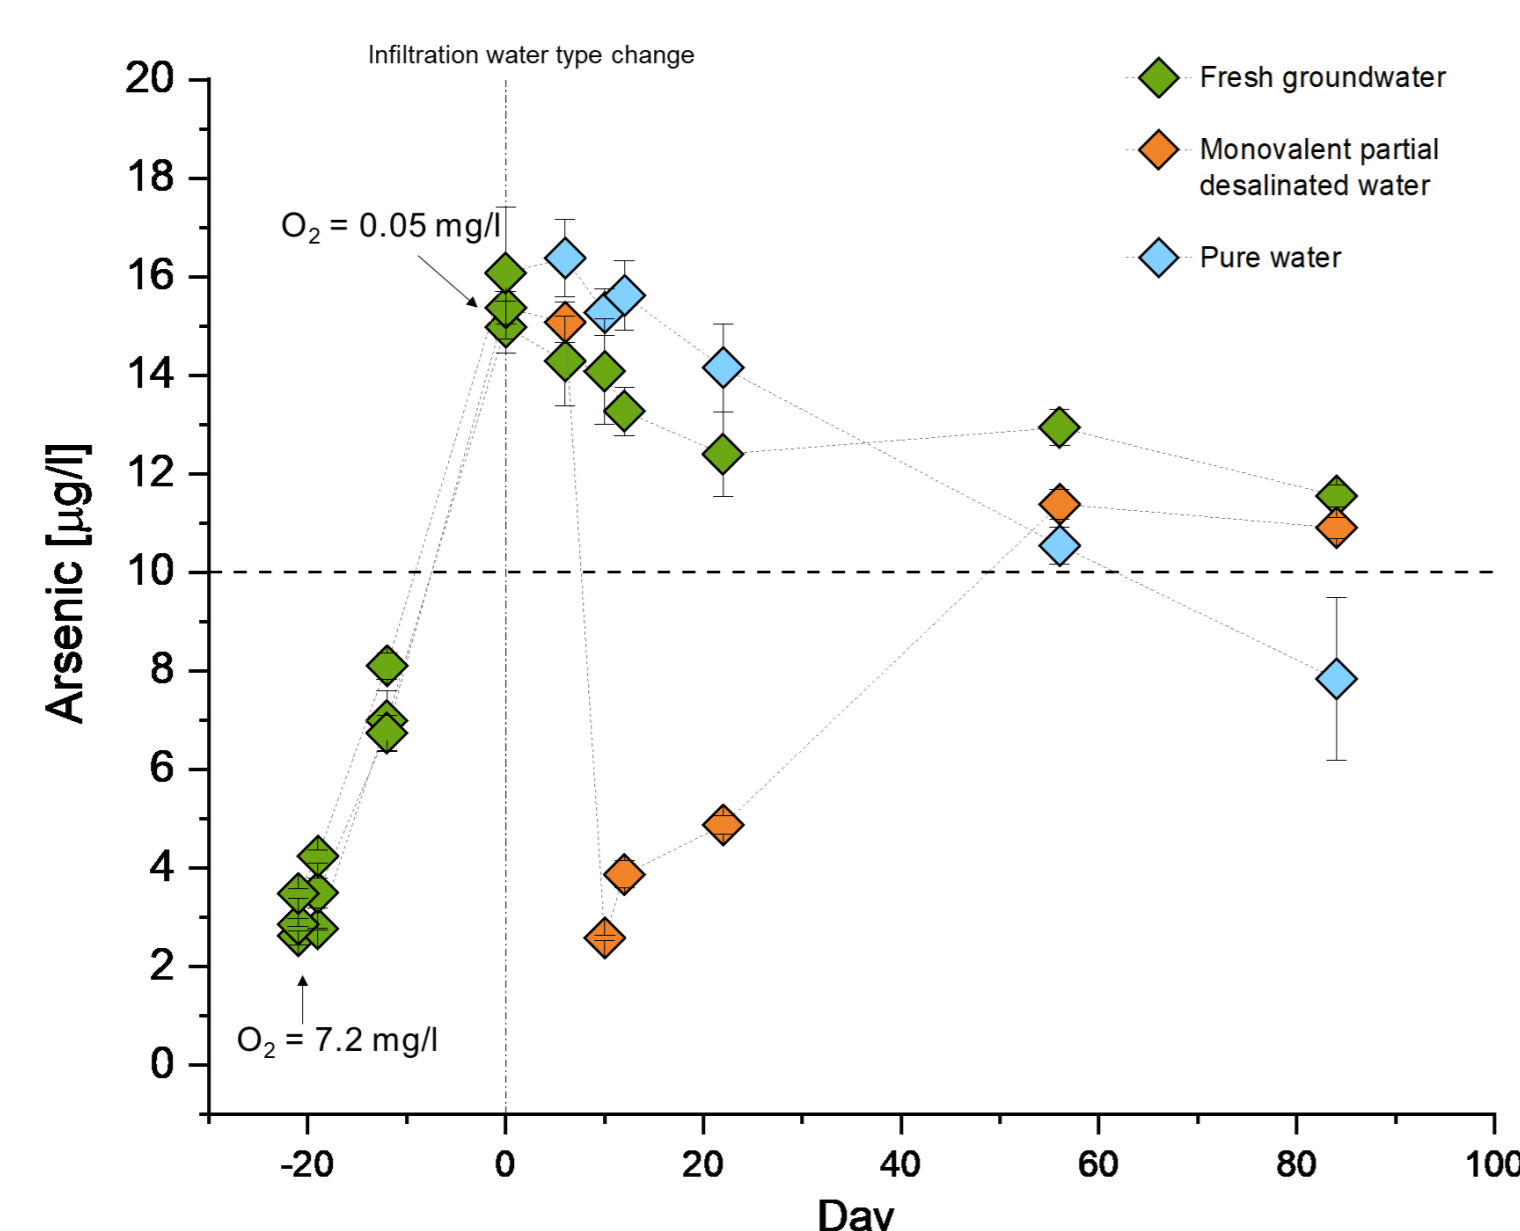 Infiltration water type change
Fresh groundwater
Monovalent partial
desalinated water
Pure water
O₂ = 0.05 mg/l
O₂ = 7.2 mg/l
Arsenic [µg/l]
20
18
16
14
12
10
8
6
4
2
0
-20 0 20 40 60 80 100
Day